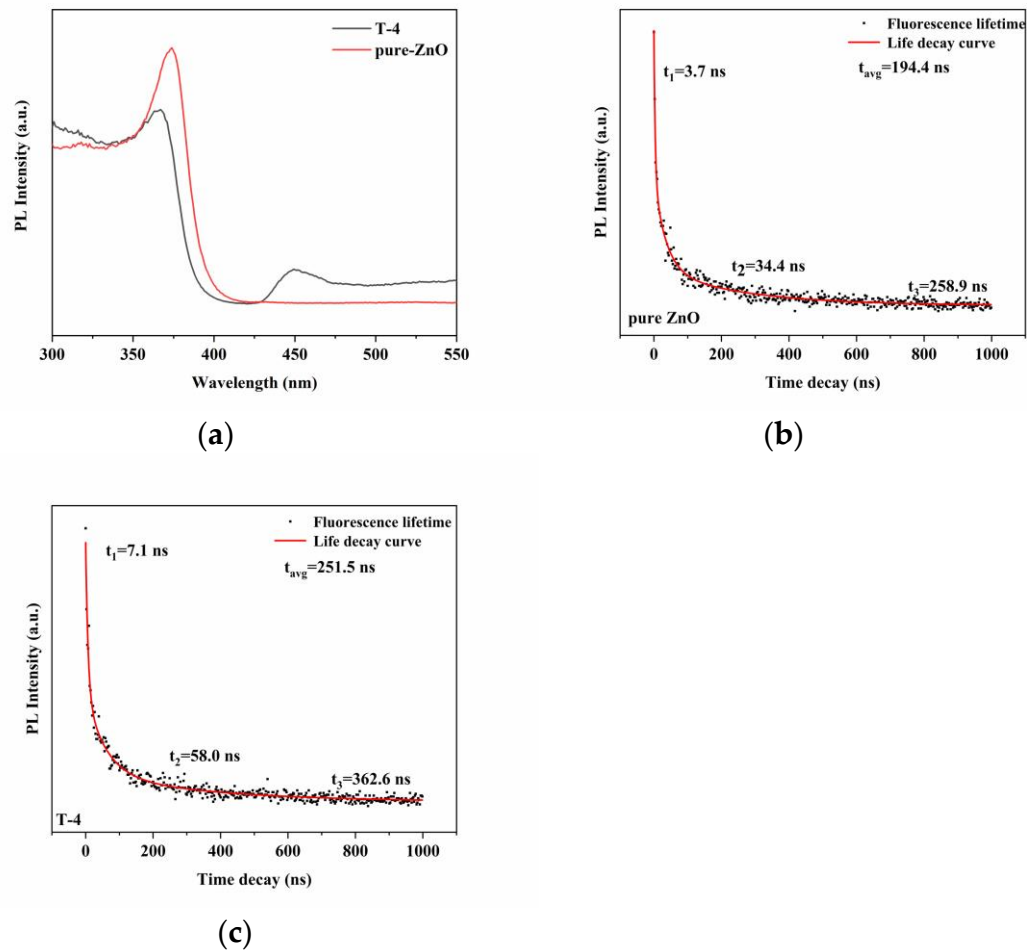 T-4
pure-ZnO
PL Intensity (a.u.)
300 350 400 450 500 550
Wavelength (nm)
(a)
Fluorescence lifetime
Life decay curve
t₁=3.7 ns
tavg=194.4 ns
t₂=34.4 ns
t₃=258.9 ns
pure ZnO
PL Intensity (a.u.)
0 200 400 600 800 1000
Time decay (ns)
(b)
Fluorescence lifetime
Life decay curve
t₁=7.1 ns
tavg=251.5 ns
t₂=58.0 ns
t₃=362.6 ns
T-4
PL Intensity (a.u.)
0 200 400 600 800 1000
Time decay (ns)
(c)